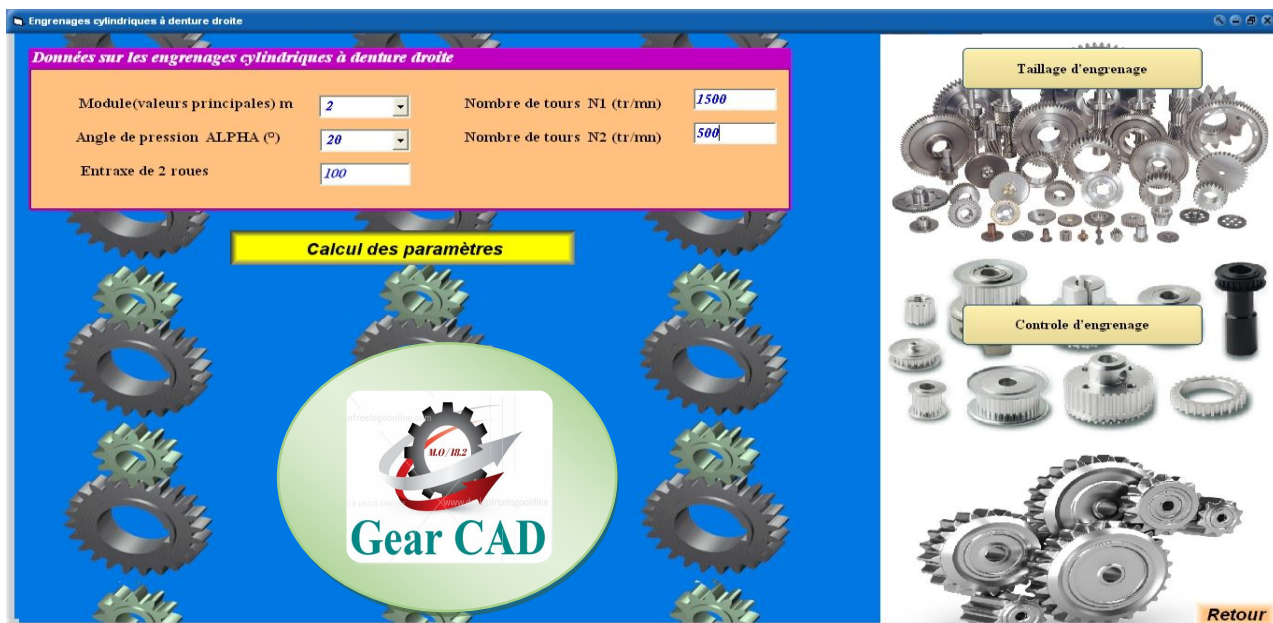 Engrenages cylindriques à denture droite
Données sur les engrenages cylindriques à denture droite
Module(valeurs principales) m
2
Nombre de tours N1 (tr/mn)
1500
Angle de pression ALPHA (°)
20
Nombre de tours N2 (tr/mn)
500
Entraxe de 2 roues
100
Calcul des paramètres
Taillage d'engrenage
Controle d'engrenage
M.O/18.2
Gear CAD
Retour